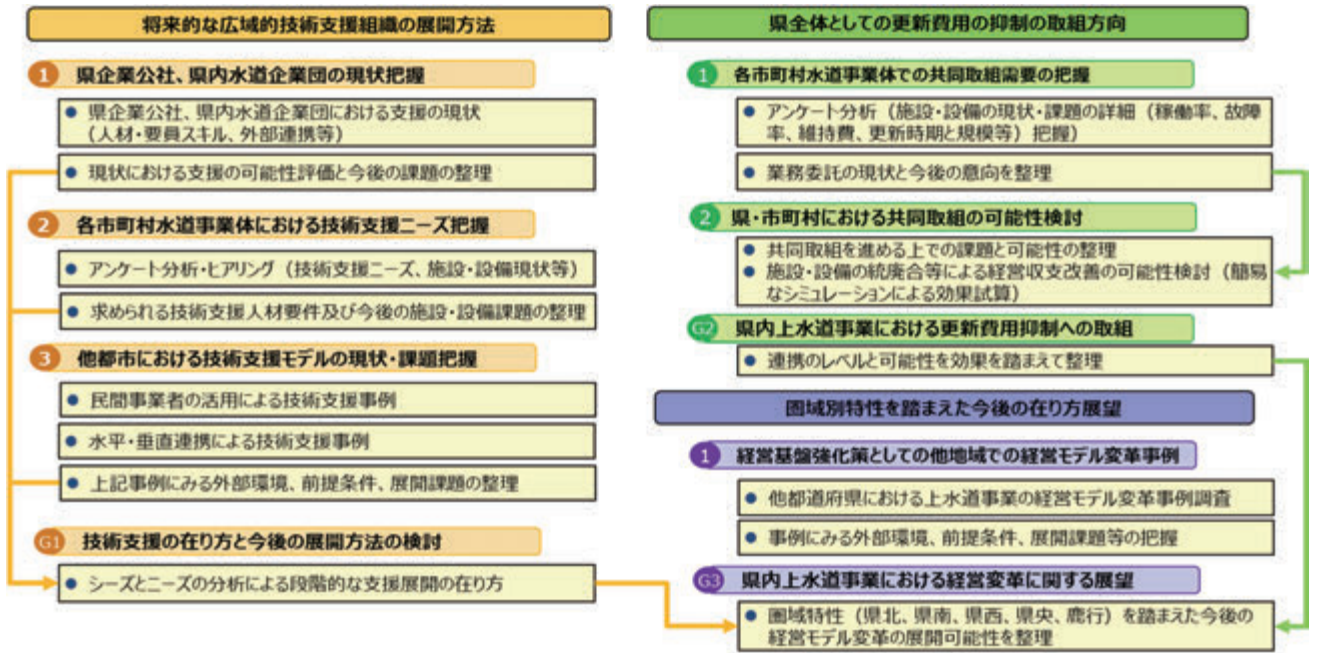 将来的な広域的技術支援組織の展開方法
1 県企業公社、県内水道企業団の現状把握
● 県企業公社、県内水道企業団における支援の現状
(人材・要員スキル、外部連携等)
● 現状における支援の可能性評価と今後の課題の整理
2 各市町村水道事業体における技術支援ニーズ把握
● アンケート分析・ヒアリング（技術支援ニーズ、施設・設備現状等）
● 求められる技術支援人材要件及び今後の施設・設備課題の整理
3 他都市における技術支援モデルの現状・課題把握
● 民間事業者の活用による技術支援事例
● 水平・垂直連携による技術支援事例
● 上記事例にみる外部環境、前提条件、展開課題の整理
G1 技術支援の在り方と今後の展開方法の検討
● シーズとニーズの分析による段階的な支援展開の在り方
県全体としての更新費用の抑制の取組方向
1 各市町村水道事業体での共同取組需要の把握
● アンケート分析（施設・設備の現状・課題の詳細（稼働率、故障
率、維持費、更新時期と規模等）把握）
● 業務委託の現状と今後の意向を整理
2 県・市町村における共同取組の可能性検討
● 共同取組を進める上での課題と可能性の整理
● 施設・設備の統廃合等による経営収支改善の可能性検討（簡易
なシミュレーションによる効果試算）
G2 県内上水道事業における更新費用抑制への取組
● 連携のレベルと可能性を効果を踏まえて整理
圏域別特性を踏まえた今後の在り方展望
1 経営基盤強化策としての他地域での経営モデル変革事例
● 他都道府県における上水道事業の経営モデル変革事例調査
● 事例にみる外部環境、前提条件、展開課題等の把握
G3 県内上水道事業における経営変革に関する展望
● 圏域特性（県北、県南、県西、県央、鹿行）を踏まえた今後の
経営モデル変革の展開可能性を整理